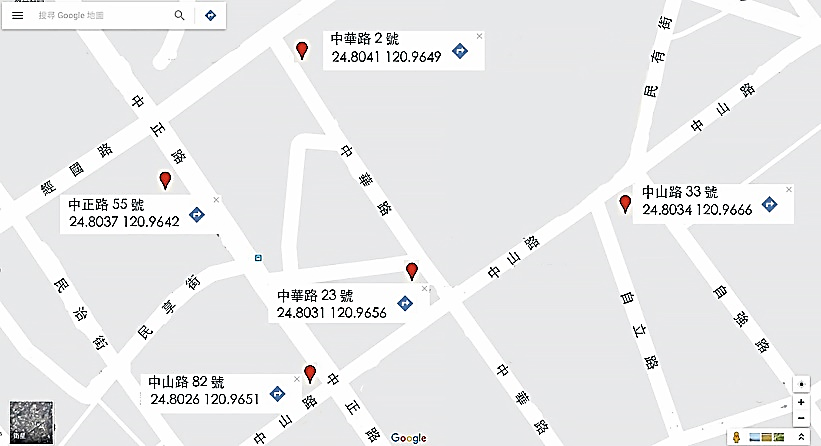 搜尋 Google 地圖
中華路 2 號
24.8041 120.9649
民有街
中山路
中正路
經國路
中華路
中正路 55 號
24.8037 120.9642
中山路 33 號
24.8034 120.9666
中山路
民治街
民享街
中華路 23 號
24.8031 120.9656
自立路
自強路
中山路 82 號
24.8026 120.9651
中山路
中正路
中華路
Google